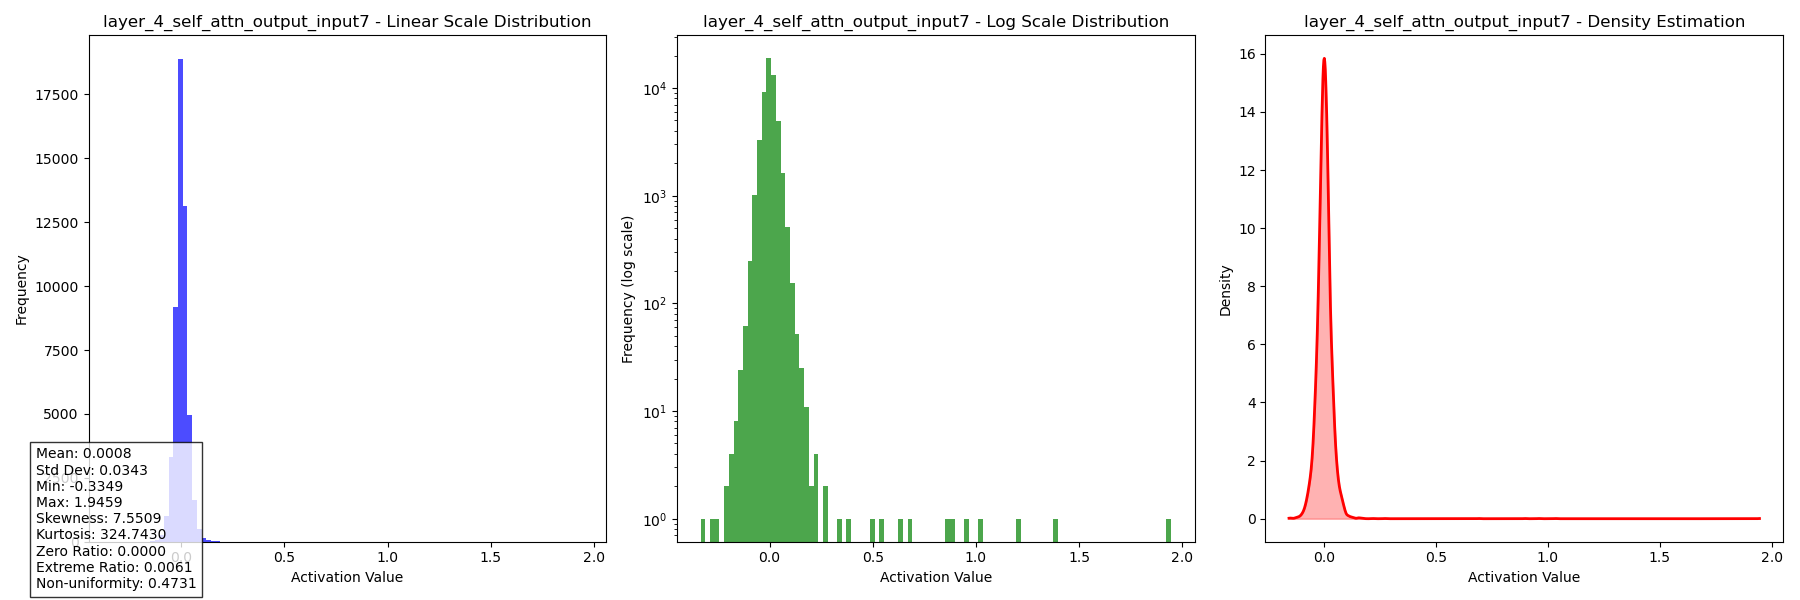 layer_4_self_attn_output_input7 - Linear Scale Distribution
Frequency
17500
15000
12500
10000
7500
5000
2500
0
0.0
0.5
1.0
1.5
2.0
Activation Value
Mean: 0.0008
Std Dev: 0.0343
Min: -0.3349
Max: 1.9459
Skewness: 7.5509
Kurtosis: 324.7430
Zero Ratio: 0.0000
Extreme Ratio: 0.0061
Non-uniformity: 0.4731
layer_4_self_attn_output_input7 - Log Scale Distribution
Frequency (log scale)
10⁴
10³
10²
10¹
10⁰
0.0
0.5
1.0
1.5
2.0
Activation Value
layer_4_self_attn_output_input7 - Density Estimation
Density
16
14
12
10
8
6
4
2
0
0.0
0.5
1.0
1.5
2.0
Activation Value